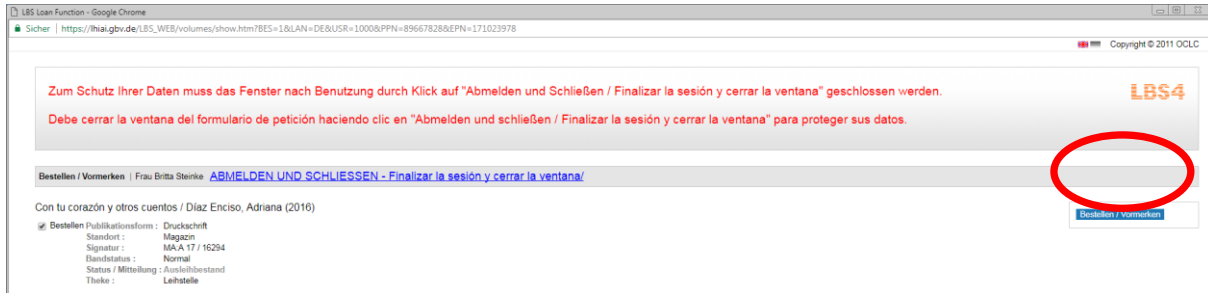 LBS Loan Function - Google Chrome
Sicher | https://lhiai.gbv.de/LBS_WEB/volumes/show.htm?BES=1&LAN=DE&USR=1000&PPN=89667828&EPN=171023978
Copyright © 2011 OCLC
Zum Schutz Ihrer Daten muss das Fenster nach Benutzung durch Klick auf "Abmelden und Schließen / Finalizar la sesión y cerrar la ventana" geschlossen werden.
LBS4
Debe cerrar la ventana del formulario de petición haciendo clic en "Abmelden und schließen / Finalizar la sesión y cerrar la ventana" para proteger sus datos.
Bestellen / Vormerken | Frau Britta Steinke ABMELDEN UND SCHLIESSEN - Finalizar la sesión y cerrar la ventana/
Con tu corazón y otros cuentos / Díaz Enciso, Adriana (2016)
Bestellen / Vormerken
Bestellen Publikationsform : Druckschrift
Standort : Magazin
Signatur : MA:A 17 / 16294
Bandstatus : Normal
Status / Mitteilung : Ausleihbestand
Theke : Leihstelle